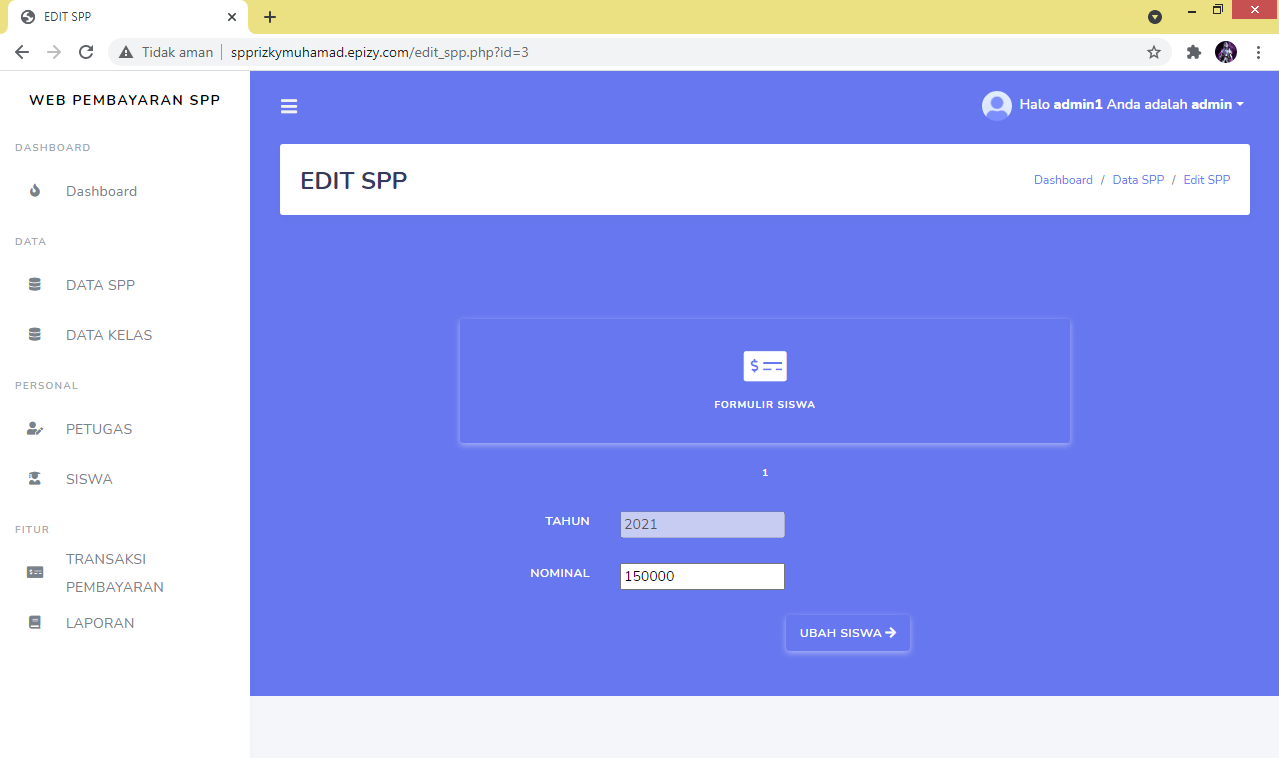 EDIT SPP
Tidak aman
spprizkymuhamad.epizy.com/edit_spp.php?id=3
WEB PEMBAYARAN SPP
Halo admin1 Anda adalah admin
DASHBOARD
Dashboard
EDIT SPP
Dashboard / Data SPP / Edit SPP
DATA
DATA SPP
DATA KELAS
PERSONAL
PETUGAS
SISWA
FITUR
TRANSAKSI
PEMBAYARAN
LAPORAN
FORMULIR SISWA
1
TAHUN
2021
NOMINAL
150000
UBAH SISWA